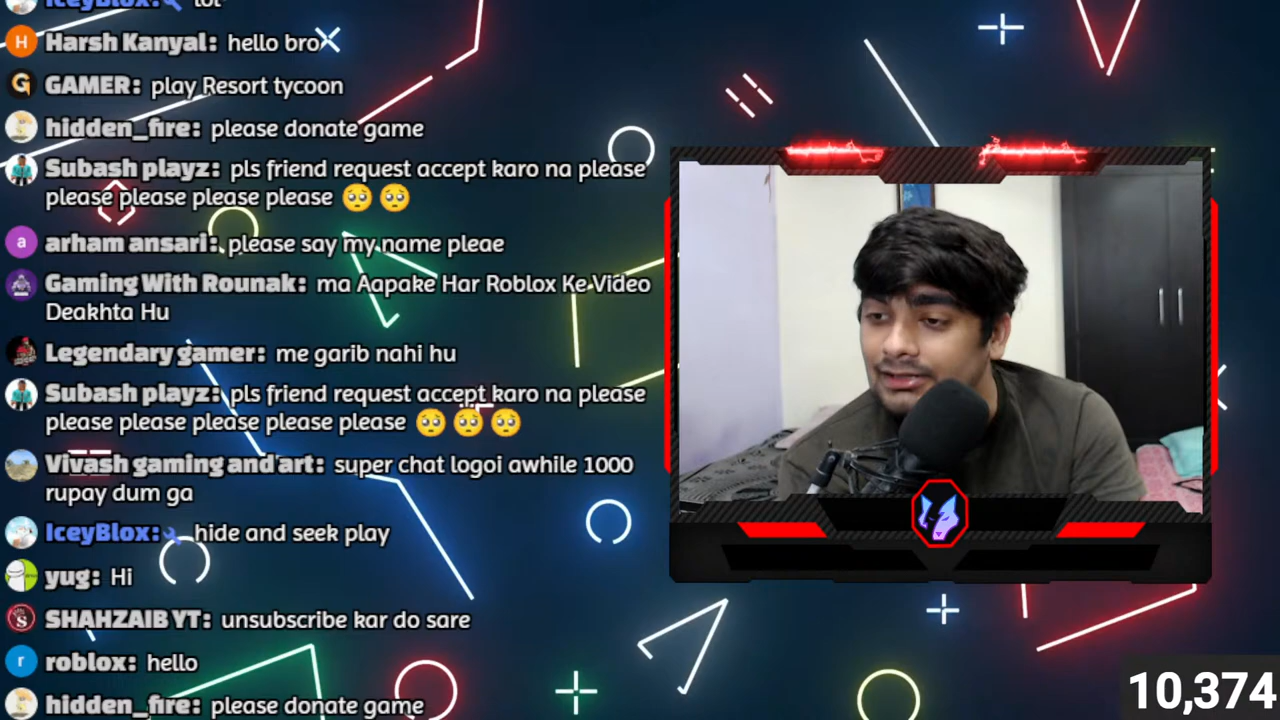 IceyBlox: lol
Harsh Kanyal: hello bro
GAMER: play Resort tycoon
hidden_fire: please donate game
Subash playz: pls friend request accept karo na please
please please please please 🥺 🥺
a arham ansari: please say my name pleae
Gaming With Rounak: ma Aapake Har Roblox Ke Video
Deakhta Hu
Legendary gamer: me garib nahi hu
Subash playz: pls friend request accept karo na please
please please please please please 🥺 🥺 🥺
Vivash gaming and art: super chat logoi awhile 1000
rupay dum ga
IceyBlox: hide and seek play
yug: Hi
SHAHZAIB YT: unsubscribe kar do sare
r roblox: hello
hidden_fire: please donate game
10,374